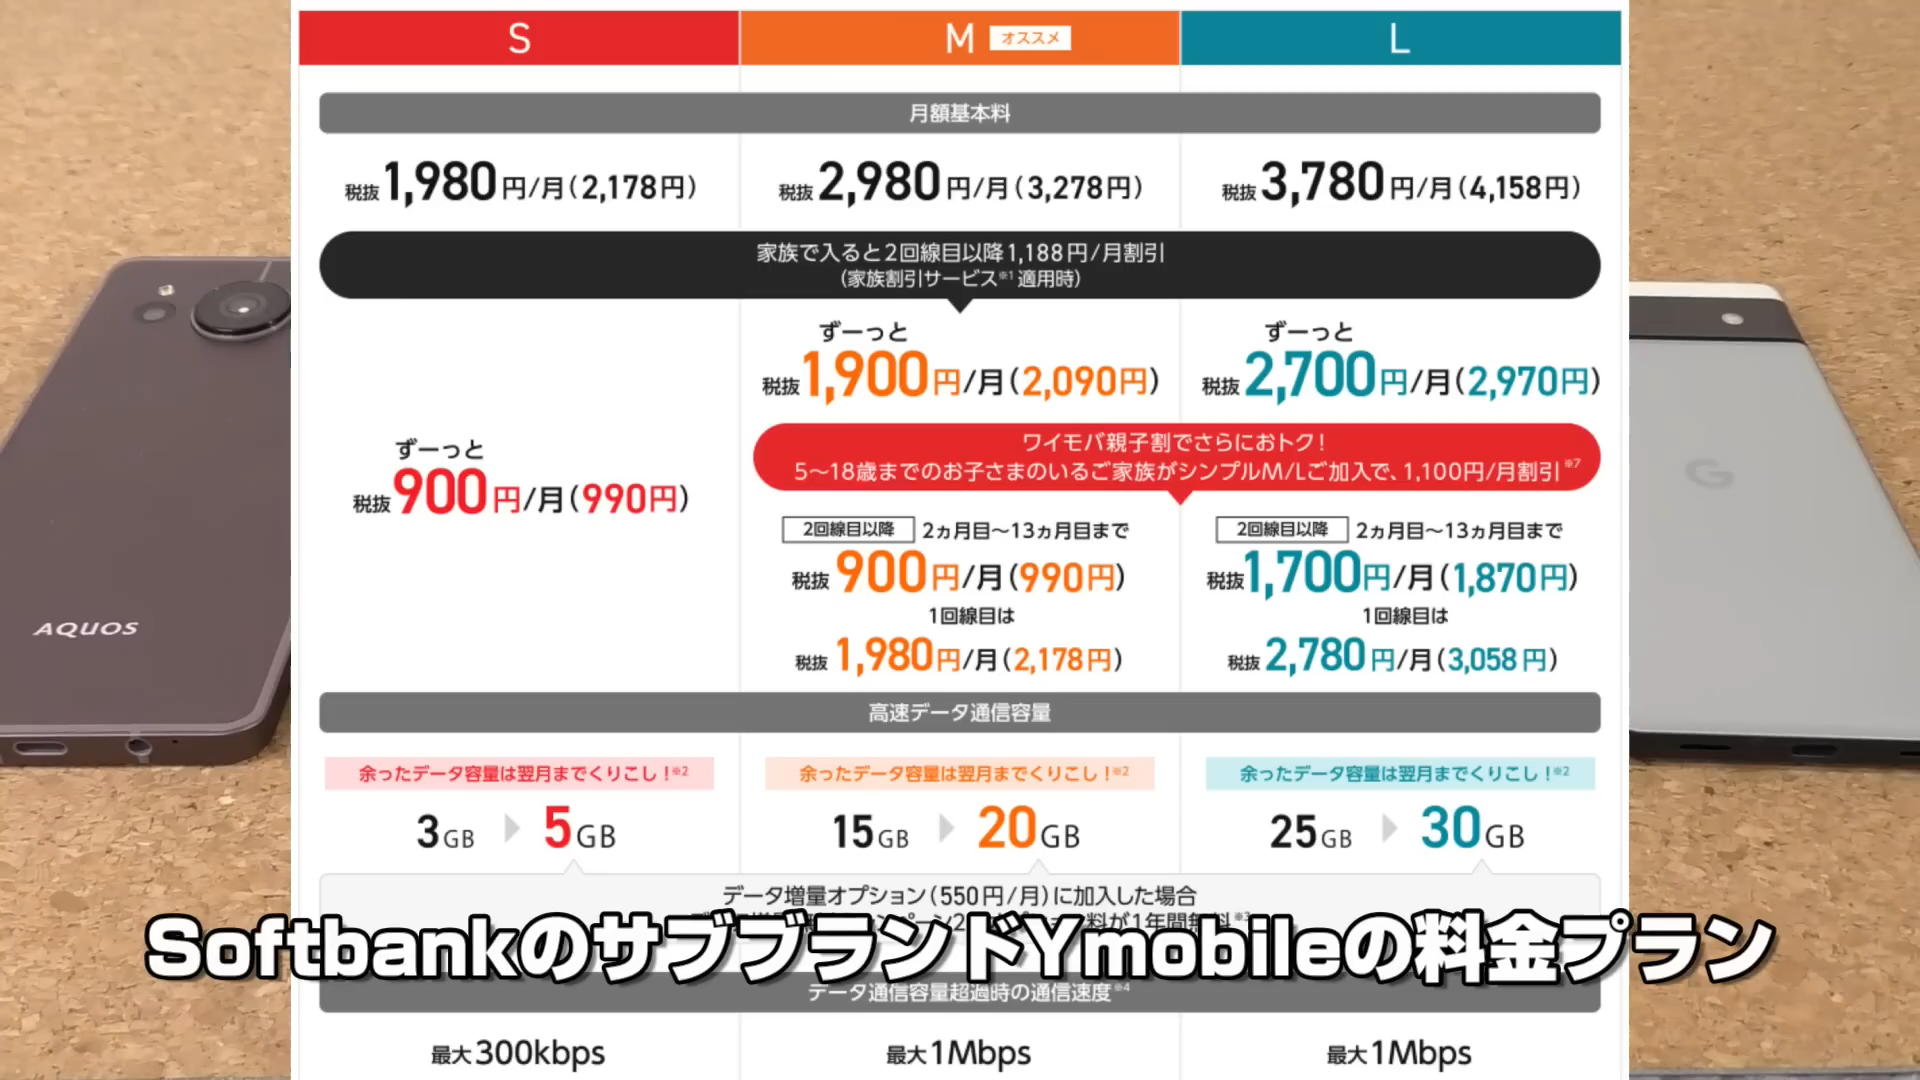 S
M オススメ
L
月額基本料
税抜1,980円/月(2,178円)
税抜2,980円/月(3,278円)
税抜3,780円/月(4,158円)
家族で入ると2回線目以降1,188円/月割引
(家族割引サービス※1 適用時)
ずーっと
税抜900円/月(990円)
ずーっと
税抜1,900円/月(2,090円)
ずーっと
税抜2,700円/月(2,970円)
ワイモバ親子割でさらにおトク!
5〜18歳までのお子さまのいるご家族がシンプルM/Lご加入で、1,100円/月割引※7
2回線目以降 2ヵ月目〜13ヵ月目まで
税抜900円/月(990円)
1回線目は
税抜1,980円/月(2,178円)
2回線目以降 2ヵ月目〜13ヵ月目まで
税抜1,700円/月(1,870円)
1回線目は
税抜2,780円/月(3,058円)
高速データ通信容量
余ったデータ容量は翌月までくりこし!※2
3GB 5GB
余ったデータ容量は翌月までくりこし!※2
15GB 20GB
余ったデータ容量は翌月までくりこし!※2
25GB 30GB
データ増量オプション(550円/月)に加入した場合
料が1年間無料※3
SoftbankのサブブランドYmobileの料金プラン
データ通信容量超過時の通信速度※4
最大300kbps
最大1Mbps
最大1Mbps
AQUOS
G